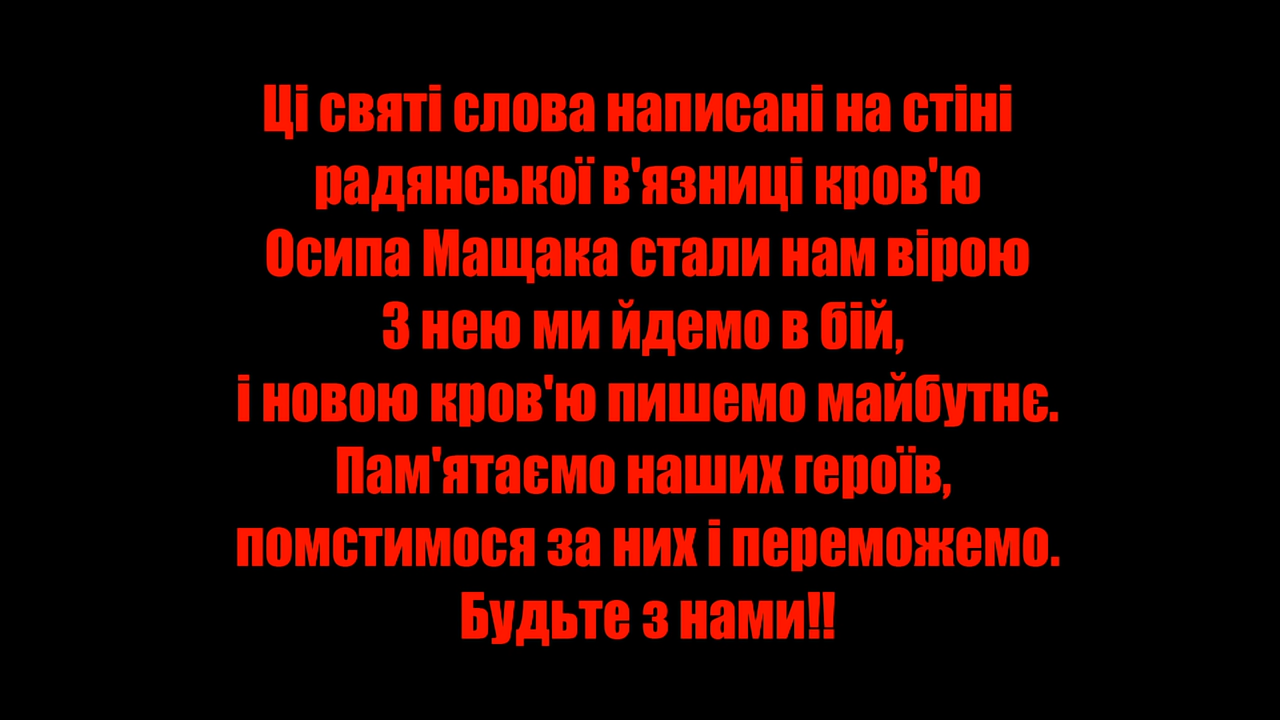 Ці святі слова написані на стіні
радянської в'язниці кров'ю
Осипа Мащака стали нам вірою
З нею ми йдемо в бій,
і новою кров'ю пишемо майбутнє.
Пам'ятаємо наших героїв,
помстимося за них і переможемо.
Будьте з нами!!